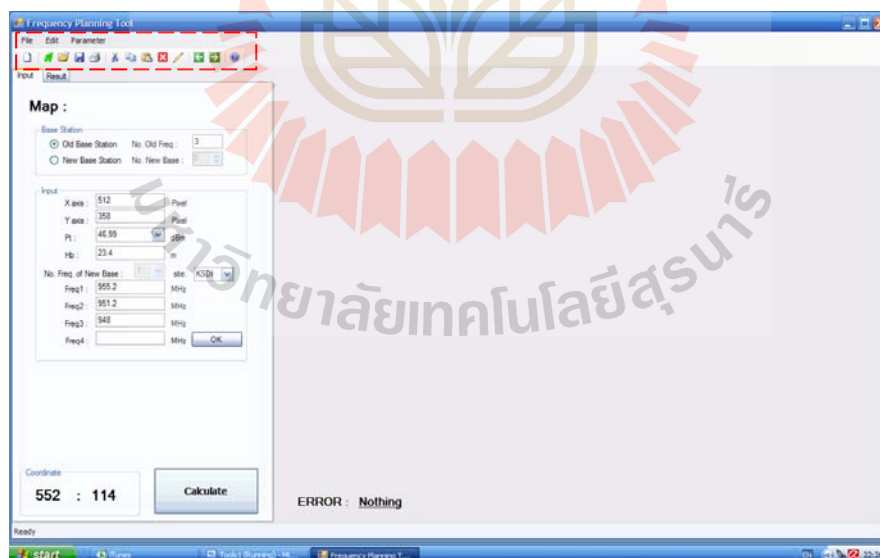 Frequency Planning Tool
File Edit Parameter
Input Result
Map :
Base Station
Old Base Station No. Old Freq : 3
New Base Station No. New Base :
Input
X axis : 512 Pixel
Y axis : 358 Pixel
Pt : 46.99 dBm
Hb : 23.4 m
No. Freq. of New Base : site: KSDI
Freq1 : 955.2 MHz
Freq2 : 951.2 MHz
Freq3 : 948 MHz
Freq4 : MHz OK
มหาวิทยาลัยเทคโนโลยีสุรนารี
Coordinate
552 : 114
Calculate
ERROR : Nothing
Ready
start iTunes Frequency Planning T...
EN